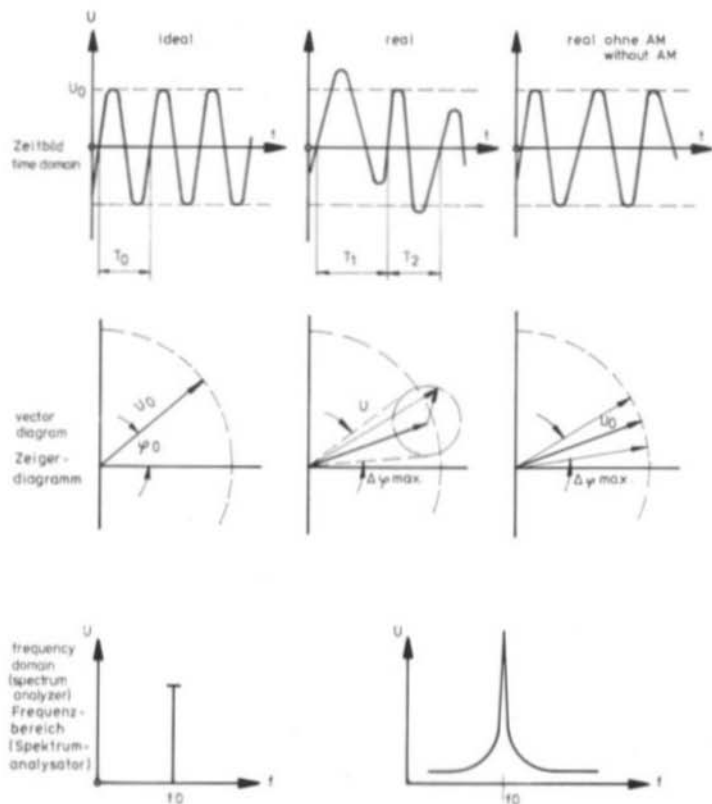 U
ideal
real
real ohne AM
without AM
U0
Zeitbild
time domain
t
t
t
T0
T1
T2
vector
diagram
Zeiger-
diagramm
U0
φ0
U
Δφ max.
U0
Δφ max.
frequency
domain
(spectrum
analyzer)
Frequenz-
bereich
(Spektrum-
analysator)
U
f0
f
U
f0
f